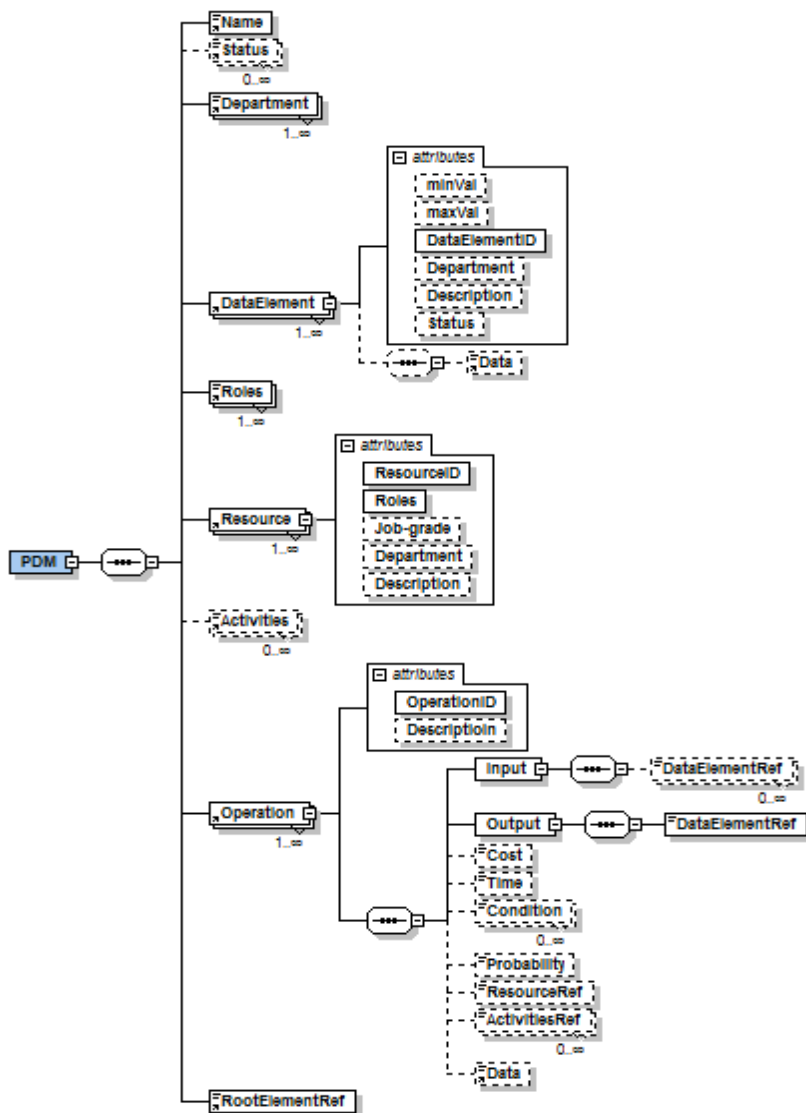 Name
Status
0..∞
Department
1..∞
attributes
minVal
maxVal
DataElementID
Department
Description
Status
DataElement
1..∞
Data
Roles
1..∞
attributes
ResourceID
Roles
Job-grade
Department
Description
Resource
1..∞
PDM
Activities
0..∞
attributes
OperationID
Descriptioin
Input
DataElementRef
0..∞
Operation
1..∞
Output
DataElementRef
Cost
Time
Condition
0..∞
Probability
ResourceRef
ActivitiesRef
0..∞
Data
RootElementRef